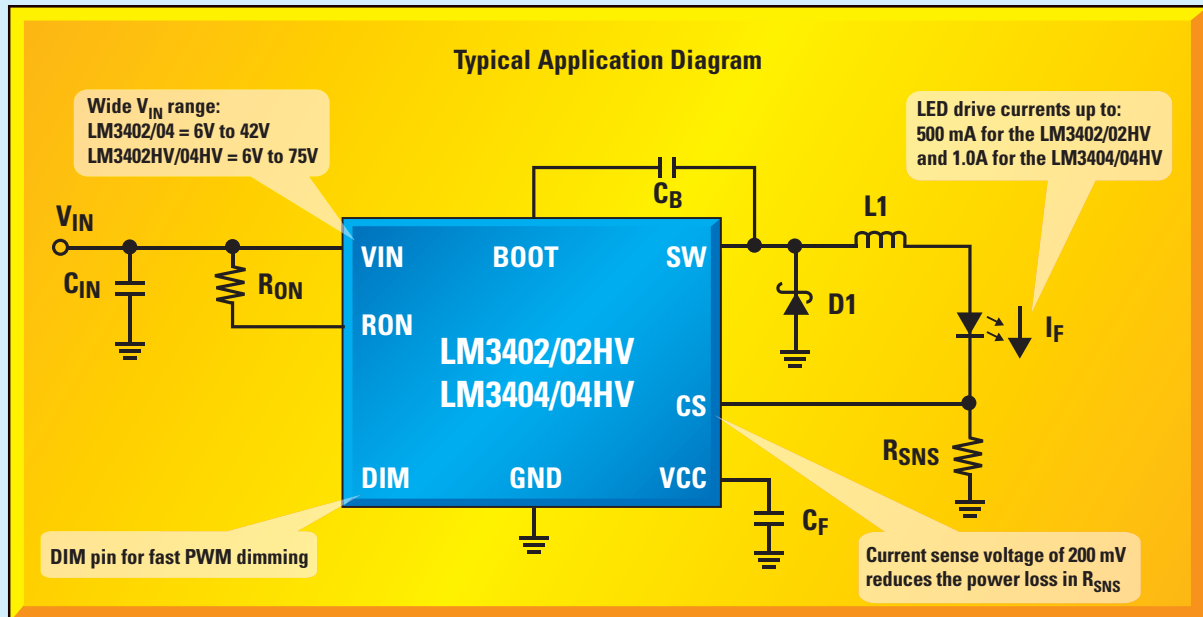 Typical Application Diagram
Wide VIN range:
LM3402/04 = 6V to 42V
LM3402HV/04HV = 6V to 75V
LED drive currents up to:
500 mA for the LM3402/02HV
and 1.0A for the LM3404/04HV
CB
L1
VIN
VIN
BOOT
SW
CIN
RON
D1
IF
RON
LM3402/02HV
LM3404/04HV
CS
RSNS
DIM
GND
VCC
CF
DIM pin for fast PWM dimming
Current sense voltage of 200 mV
reduces the power loss in RSNS